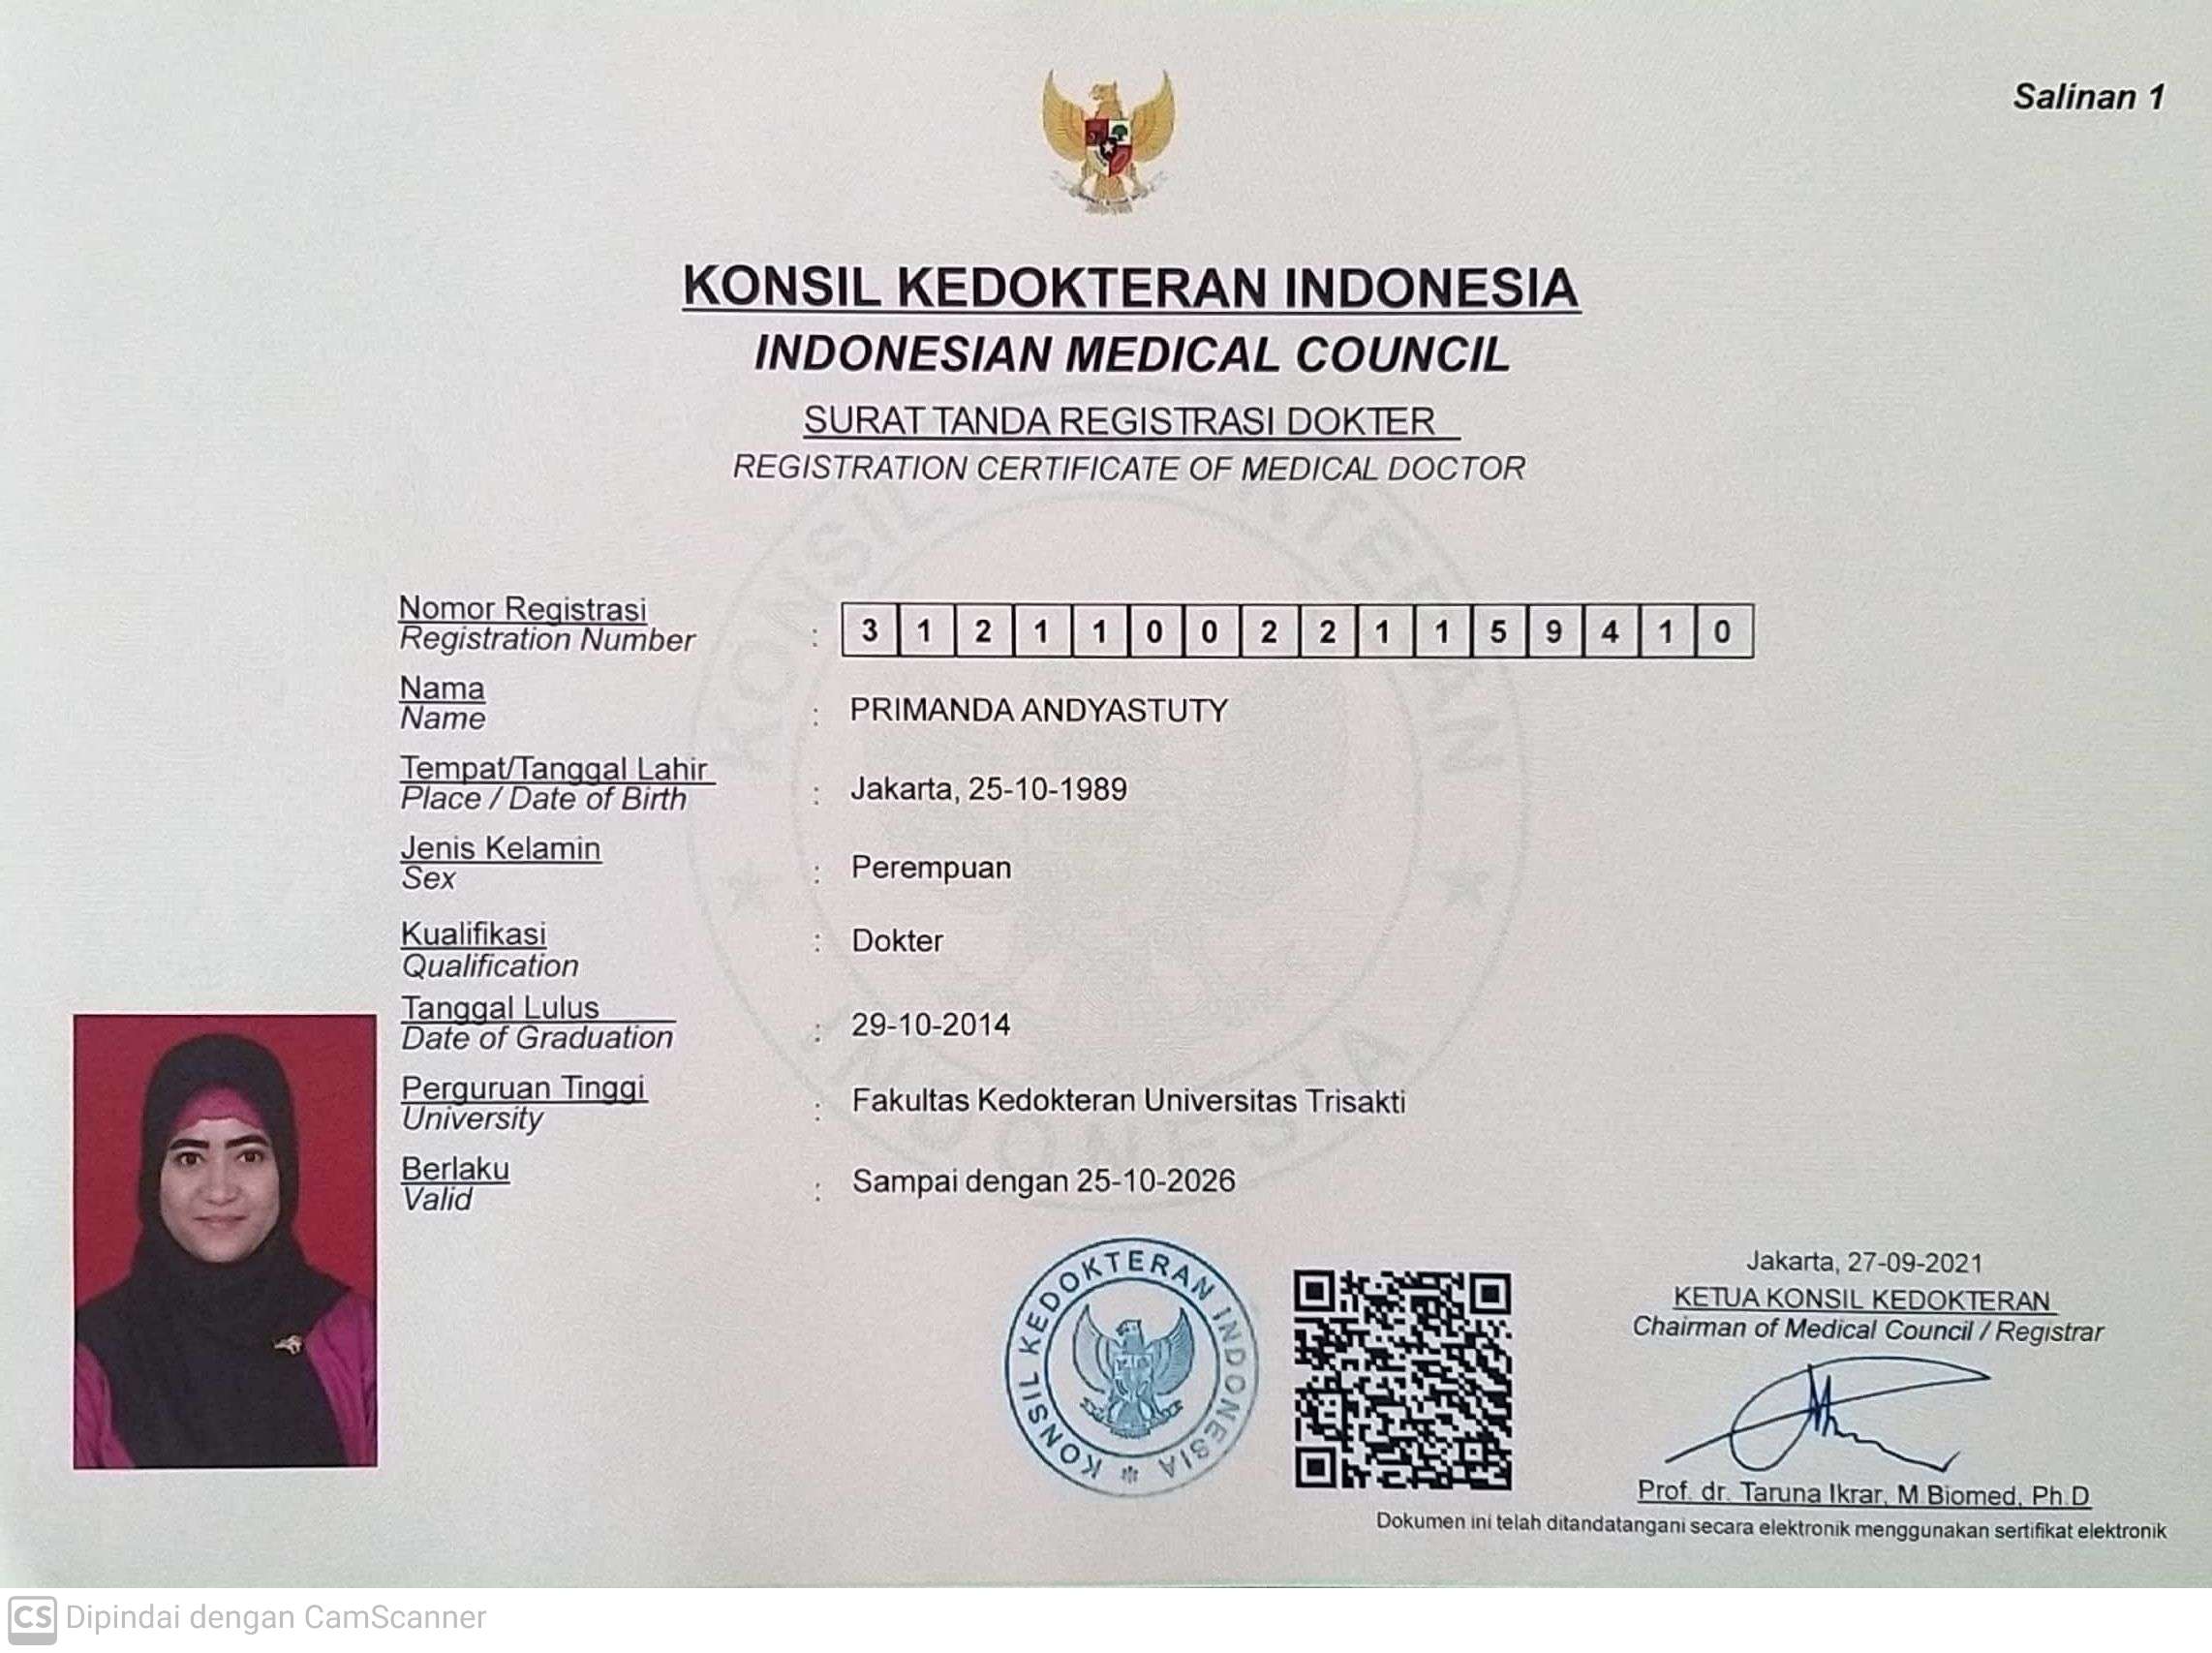 Salinan 1
KONSIL KEDOKTERAN INDONESIA
INDONESIAN MEDICAL COUNCIL
SURAT TANDA REGISTRASI DOKTER
REGISTRATION CERTIFICATE OF MEDICAL DOCTOR
Nomor Registrasi
Registration Number : 3 1 2 1 1 0 0 2 2 1 1 5 9 4 1 0
Nama
Name : PRIMANDA ANDYASTUTY
Tempat/Tanggal Lahir
Place / Date of Birth : Jakarta, 25-10-1989
Jenis Kelamin
Sex : Perempuan
Kualifikasi
Qualification : Dokter
Tanggal Lulus
Date of Graduation : 29-10-2014
Perguruan Tinggi
University : Fakultas Kedokteran Universitas Trisakti
Berlaku
Valid : Sampai dengan 25-10-2026
KONSIL KEDOKTERAN INDONESIA
KONSIL KEDOKTERAN INDONESIA
Jakarta, 27-09-2021
KETUA KONSIL KEDOKTERAN
Chairman of Medical Council / Registrar
Prof. dr. Taruna Ikrar, M.Biomed, Ph.D
Dokumen ini telah ditandatangani secara elektronik menggunakan sertifikat elektronik
CS Dipindai dengan CamScanner